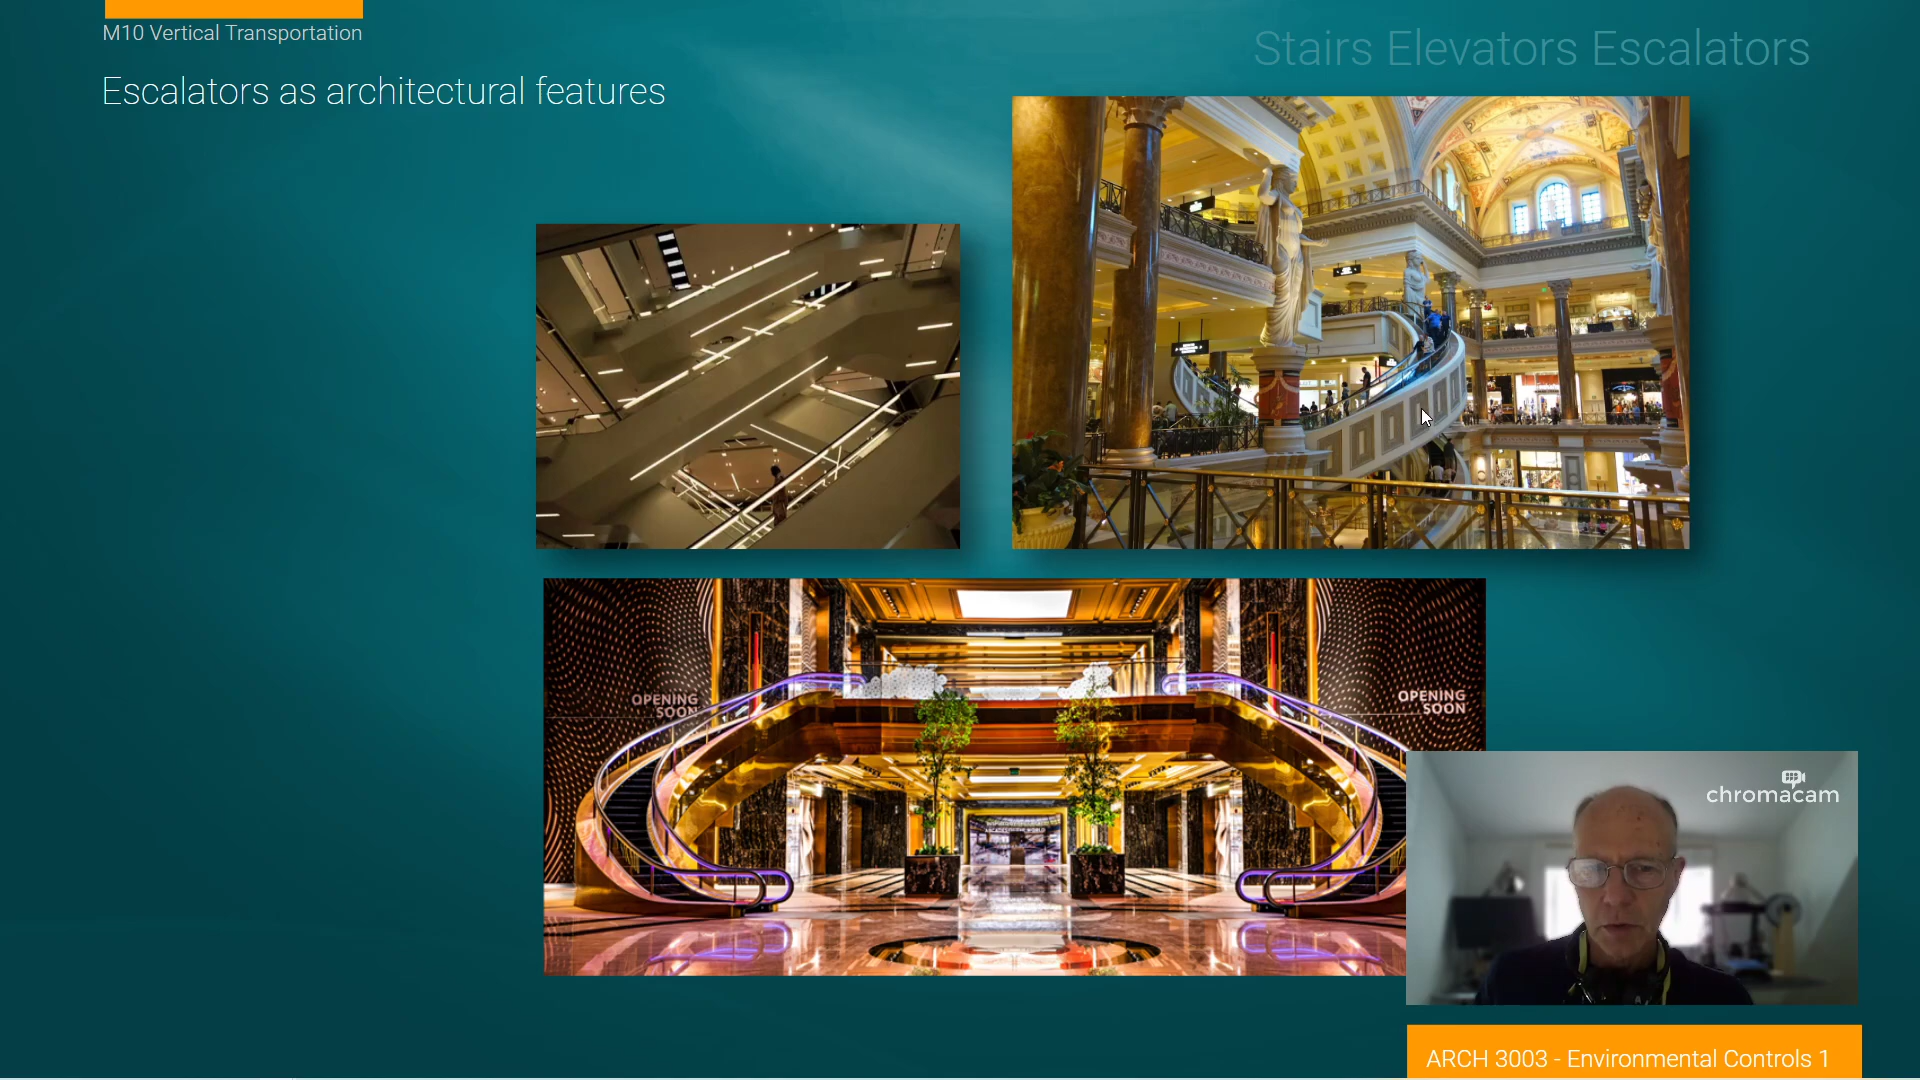 M10 Vertical Transportation
Stairs Elevators Escalators
Escalators as architectural features
OPENING
SOON
OPENING
SOON
chromacam
ARCH 3003 - Environmental Controls 1